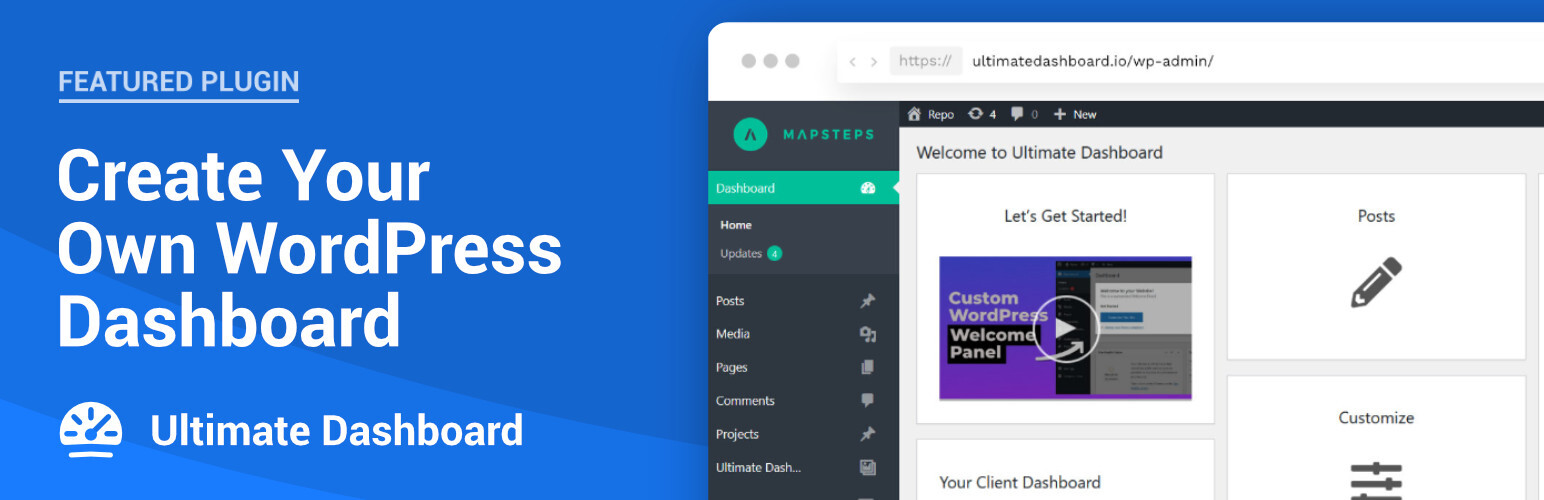 FEATURED PLUGIN
Create Your
Own WordPress
Dashboard
Ultimate Dashboard
https://
ultimatedashboard.io/wp-admin/
MAPSTEPS
Repo
4
0
New
Dashboard
Home
Updates 4
Posts
Media
Pages
Comments
Projects
Ultimate Dash...
Welcome to Ultimate Dashboard
Let's Get Started!
Custom
WordPress
Welcome
Panel
Posts
Customize
Your Client Dashboard